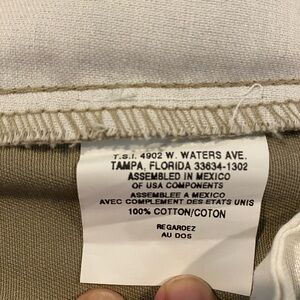 T.S.I. 4902 W. WATERS AVE.
TAMPA, FLORIDA 33634-1302
ASSEMBLED IN MEXICO
OF USA COMPONENTS
ASSEMBLEE A MEXICO
AVEC COMPLEMENT DES ETATS UNIS
100% COTTON/COTON
REGARDEZ
AU DOS